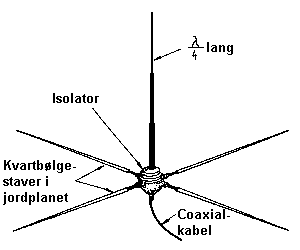 λ/4 lang
Isolator
Kvartbølge-
staver i
jordplanet
Coaxial-
kabel